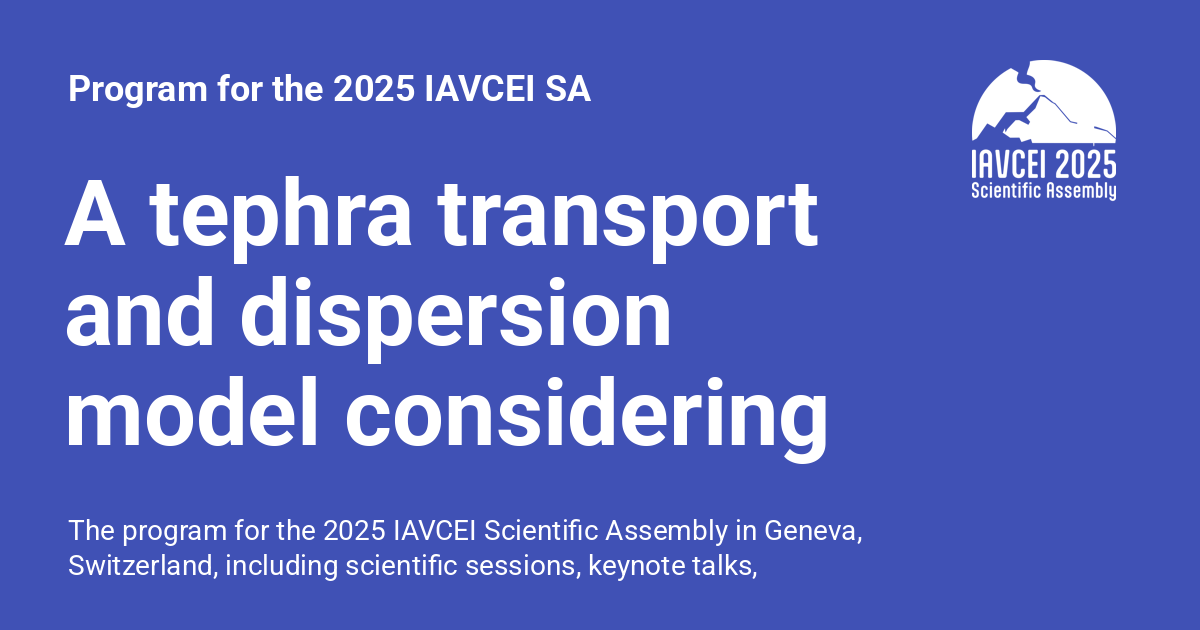 Program for the 2025 IAVCEI SA
IAVCEI 2025
Scientific Assembly
A tephra transport
and dispersion
model considering
The program for the 2025 IAVCEI Scientific Assembly in Geneva,
Switzerland, including scientific sessions, keynote talks,